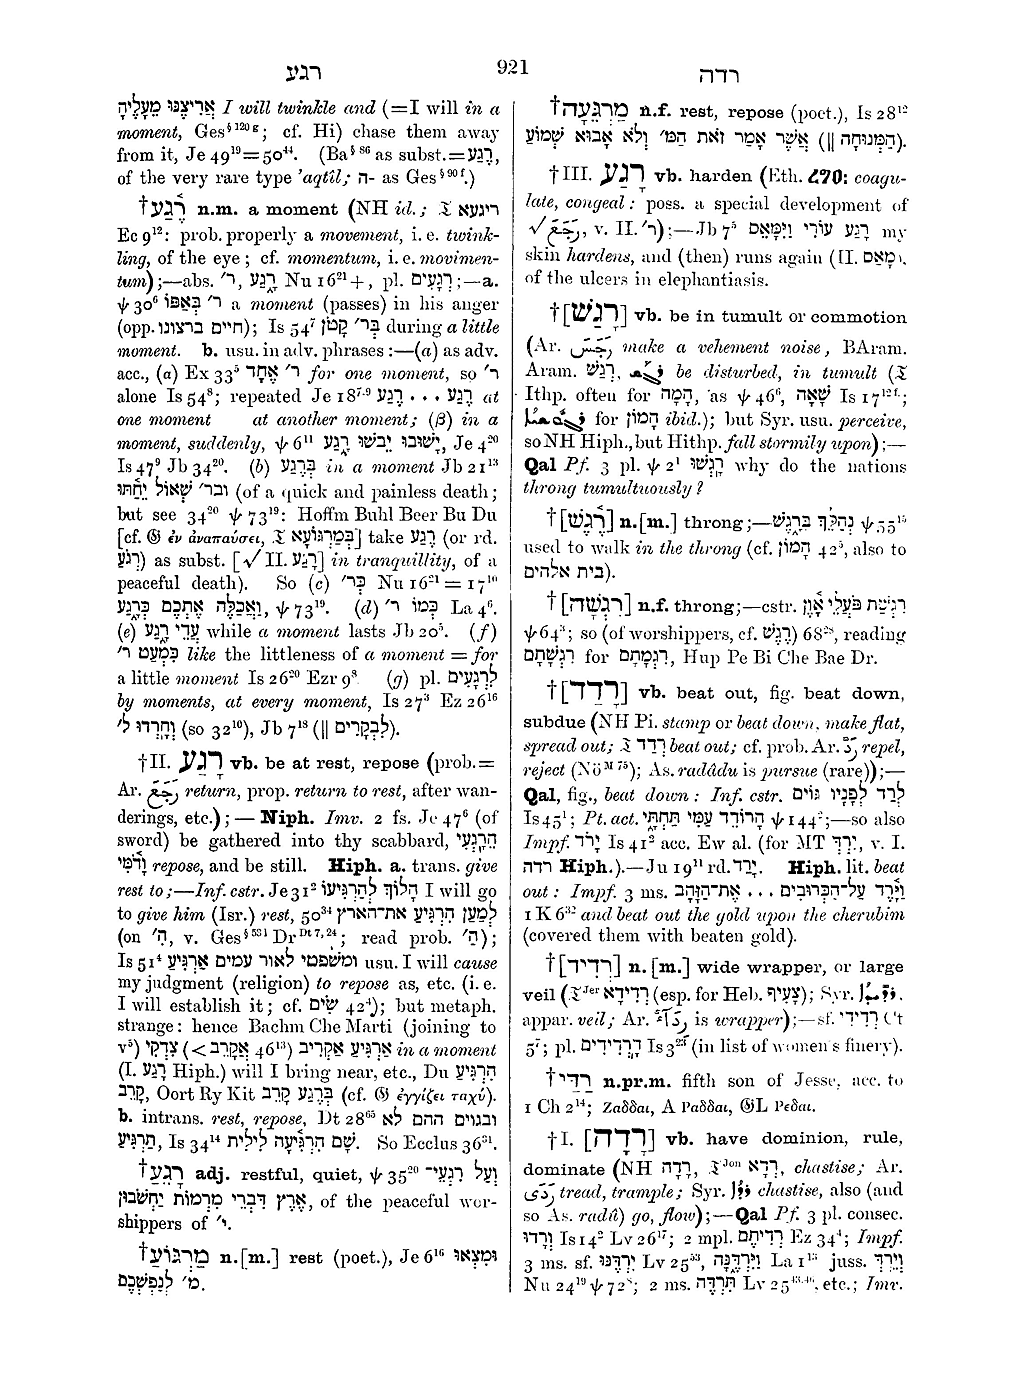 רגע
921
רדה
אֲרִיצֶנּוּ מֵעָלֶיהָ I will twinkle and (=I will in a
moment, Ges§120g; cf. Hi) chase them away
from it, Je 49¹⁹=50⁴⁴. (Ba§86 as subst.=רֶגַע,
of the very rare type ’aqtîl; ה- as Ges§90f.)
†רֶגַע n.m. a moment (NH id.; 𝔗 ריגעא
Ec 9¹²: prob. properly a movement, i.e. twink-
ling, of the eye; cf. momentum, i.e. movimen-
tum);—abs. ר׳, רָגַע Nu 16²¹+, pl. רְגָעִים;—a.
ψ 30⁶ ר׳ בְּאַפּוֹ a moment (passes) in his anger
(opp. חיים ברצונו); Is 54⁷ בְּר׳ קָטֹן during a little
moment. b. usu. in adv. phrases:—(a) as adv.
acc., (α) Ex 33⁵ ר׳ אֶחָד for one moment, so ר׳
alone Is 54⁸; repeated Je 18⁷·⁹ רֶגַע . . . רֶגַע at
one moment at another moment; (β) in a
moment, suddenly, ψ 6¹¹ יָשׁוּבוּ יֵבשׁוּ רָגַע, Je 4²⁰
Is 47⁹ Jb 34²⁰. (b) בְּרֶגַע in a moment Jb 21¹³
ובר׳ שְׁאוֹל יֵחָתּוּ (of a quick and painless death;
but see 34²⁰ ψ 73¹⁹: Hoffm Buhl Beer Bu Du
[cf. 𝔊 ἐν ἀναπαύσει, 𝔗 בְּמַרְגּוֹעָא] take רֶגַע (or rd.
רֹגַע) as subst. [√ II. רגע] in tranquillity, of a
peaceful death). So (c) כְּר׳ Nu 16²¹=17¹⁰
וַאֲכַלֶּה אֹתָם כְּרָגַע, ψ 73¹⁹. (d) כְּמוֹ ר׳ La 4⁶.
(e) עֲדֵי רָגַע while a moment lasts Jb 20⁵. (f)
כִּמְעַט ר׳ like the littleness of a moment=for
a little moment Is 26²⁰ Ezr 9⁸. (g) pl. לִרְגָעִים
by moments, at every moment, Is 27³ Ez 26¹⁶
וְחָרְדוּ לִ׳ (so 32¹⁰), Jb 7¹⁸ (‖ לבקרים).
†II. רָגַע vb. be at rest, repose (prob.=
Ar. رَجَعَ return, prop. return to rest, after wan-
derings, etc.);—Niph. Imv. 2 fs. Je 47⁶ (of
sword) be gathered into thy scabbard, הֵרָגְעִי
וָדֹמִּי repose, and be still. Hiph. a. trans. give
rest to;—Inf. cstr. Je 31² הָלוֹךְ לְהַרְגִּיעוֹ I will go
to give him (Isr.) rest, 50³⁴ לְמַעַן הִרְגִּיעַ את־הארץ
(on הִ׳, v. Ges§53l Dr Dt 7, 24; read prob. הַ׳);
Is 51⁴ ומשפטי לאור עמים אַרְגִּיעַ usu. I will cause
my judgment (religion) to repose as, etc. (i.e.
I will establish it; cf. שִׂים 42⁴); but metaph.
strange: hence Bachm Che Marti (joining to
v⁵) אַרְגִּיעַ אַקְרִיב (< אֲקָרֵב 46¹³) צִדְקִי in a moment
(I. רָגַע Hiph.) will I bring near, etc., Du הִרְגִּיעַ
קָרַב, Oort Ry Kit בְּרֶגַע קָרֵב (cf. 𝔊 ἐγγίζει ταχύ).
b. intrans. rest, repose, Dt 28⁶⁵ ובגוים ההם לֹא
תַרְגִּיעַ, Is 34¹⁴ שָׁם הִרְגִּיעָה לִילִית. So Ecclus 36³¹.
†רָגֵעַ adj. restful, quiet, ψ 35²⁰ וְעַל רִגְעֵי־
אֶרֶץ דִּבְרֵי מִרְמוֹת יַחֲשֹׁבוּן, of the peaceful wor-
shippers of י׳.
†מַרְגּוֹעַ n.[m.] rest (poet.), Je 6¹⁶ וּמִצְאוּ
מ׳ לְנַפְשְׁכֶם.
†מַרְגֵּעָה n.f. rest, repose (poet.), Is 28¹²
אֲשֶׁר אָמַר זֹאת הַמּ׳ וְלֹא אָבוּא שְׁמוֹעַ (‖ הַמְּנוּחָה).
†III. רָגַע vb. harden (Eth. ረግዐ: coagu-
late, congeal: poss. a special development of
√ رجع, v. II. ר׳);—Jb 7⁵ רָגַע עוֹרִי וַיִּמָּאֵס my
skin hardens, and (then) runs again (II. מאס),
of the ulcers in elephantiasis.
†[רָגַשׁ] vb. be in tumult or commotion
(Ar. رَجَسَ make a vehement noise, BAram.
Aram. רְגַשׁ, ܪܓܫ be disturbed, in tumult (𝔗
Ithp. often for הָמָה, as ψ 46⁶, שָׁאָה Is 17¹²ᶠ·;
for הָמוֹן ibid.); but Syr. usu. perceive,
so NH Hiph., but Hithp. fall stormily upon);—
Qal Pf. 3 pl. ψ 2¹ רָגְשׁוּ why do the nations
throng tumultuously?
†[רֶגֶשׁ] n.[m.] throng;—נְהַלֵּךְ בְּרָגֶשׁ ψ 55¹⁵
used to walk in the throng (cf. הָמוֹן 42⁵, also to
בית אלהים).
†[רִגְשָׁה] n.f. throng;—cstr. רִגְשַׁת פֹּעֲלֵי אָוֶן
ψ 64³; so (of worshippers, cf. רֶגֶשׁ) 68²⁸, reading
רִגְשָׁתָם for רִגְמָתָם, Hup Pe Bi Che Bae Dr.
†[רָדַד] vb. beat out, fig. beat down,
subdue (NH Pi. stamp or beat down, make flat,
spread out; 𝔗 רְדַד beat out; cf. prob. Ar. رَدَّ repel,
reject (Nö M 75); As. radâdu is pursue (rare));—
Qal, fig., beat down: Inf. cstr. לְרַד לְפָנָיו גּוֹיִם
Is 45¹; Pt. act. הָרוֹדֵד עַמִּי תַחְתָּי ψ 144²;—so also
Impf. יָרֹד Is 41² acc. Ew al. (for MT יַרְדְּ, v. I.
רדה Hiph.).—Ju 19¹¹ rd. יָרַד. Hiph. lit. beat
out: Impf. 3 ms. וַיָּרֶד עַל־הַכְּרוּבִים . . . אֶת־הַזָּהָב
1 K 6³² and beat out the gold upon the cherubim
(covered them with beaten gold).
†[רְדִיד] n.[m.] wide wrapper, or large
veil (𝔗Jer רְדִידָא (esp. for Heb. צָעִיף); Syr. ܪܕܝܕܐ,
appar. veil; Ar. رِدَاءٌ is wrapper);—sf. רְדִידִי Ct
5⁷; pl. הָרְדִידִים Is 3²³ (in list of women's finery).
†רַדַּי n.pr.m. fifth son of Jesse, acc. to
1 Ch 2¹⁴; Ζαδδαι, A Ραδδαι, 𝔊L Ρεδαι.
†I. [רָדָה] vb. have dominion, rule,
dominate (NH רָדָה, 𝔗Jon רְדָא, chastise; Ar.
رَدَى tread, trample; Syr. ܪܕܐ chastise, also (and
so As. radû) go, flow);—Qal Pf. 3 pl. consec.
וְרָדוּ Is 14² Lv 26¹⁷; 2 mpl. רְדִיתֶם Ez 34⁴; Impf.
3 ms. sf. יִרְדֶּנּוּ Lv 25⁵³, וַיִּרְדֶּנָּה La 1¹³ juss. וְיֵרְדְּ
Nu 24¹⁹ ψ 72⁸; 2 ms. תִּרְדֶּה Lv 25⁴³·⁴⁶, etc.; Imv.